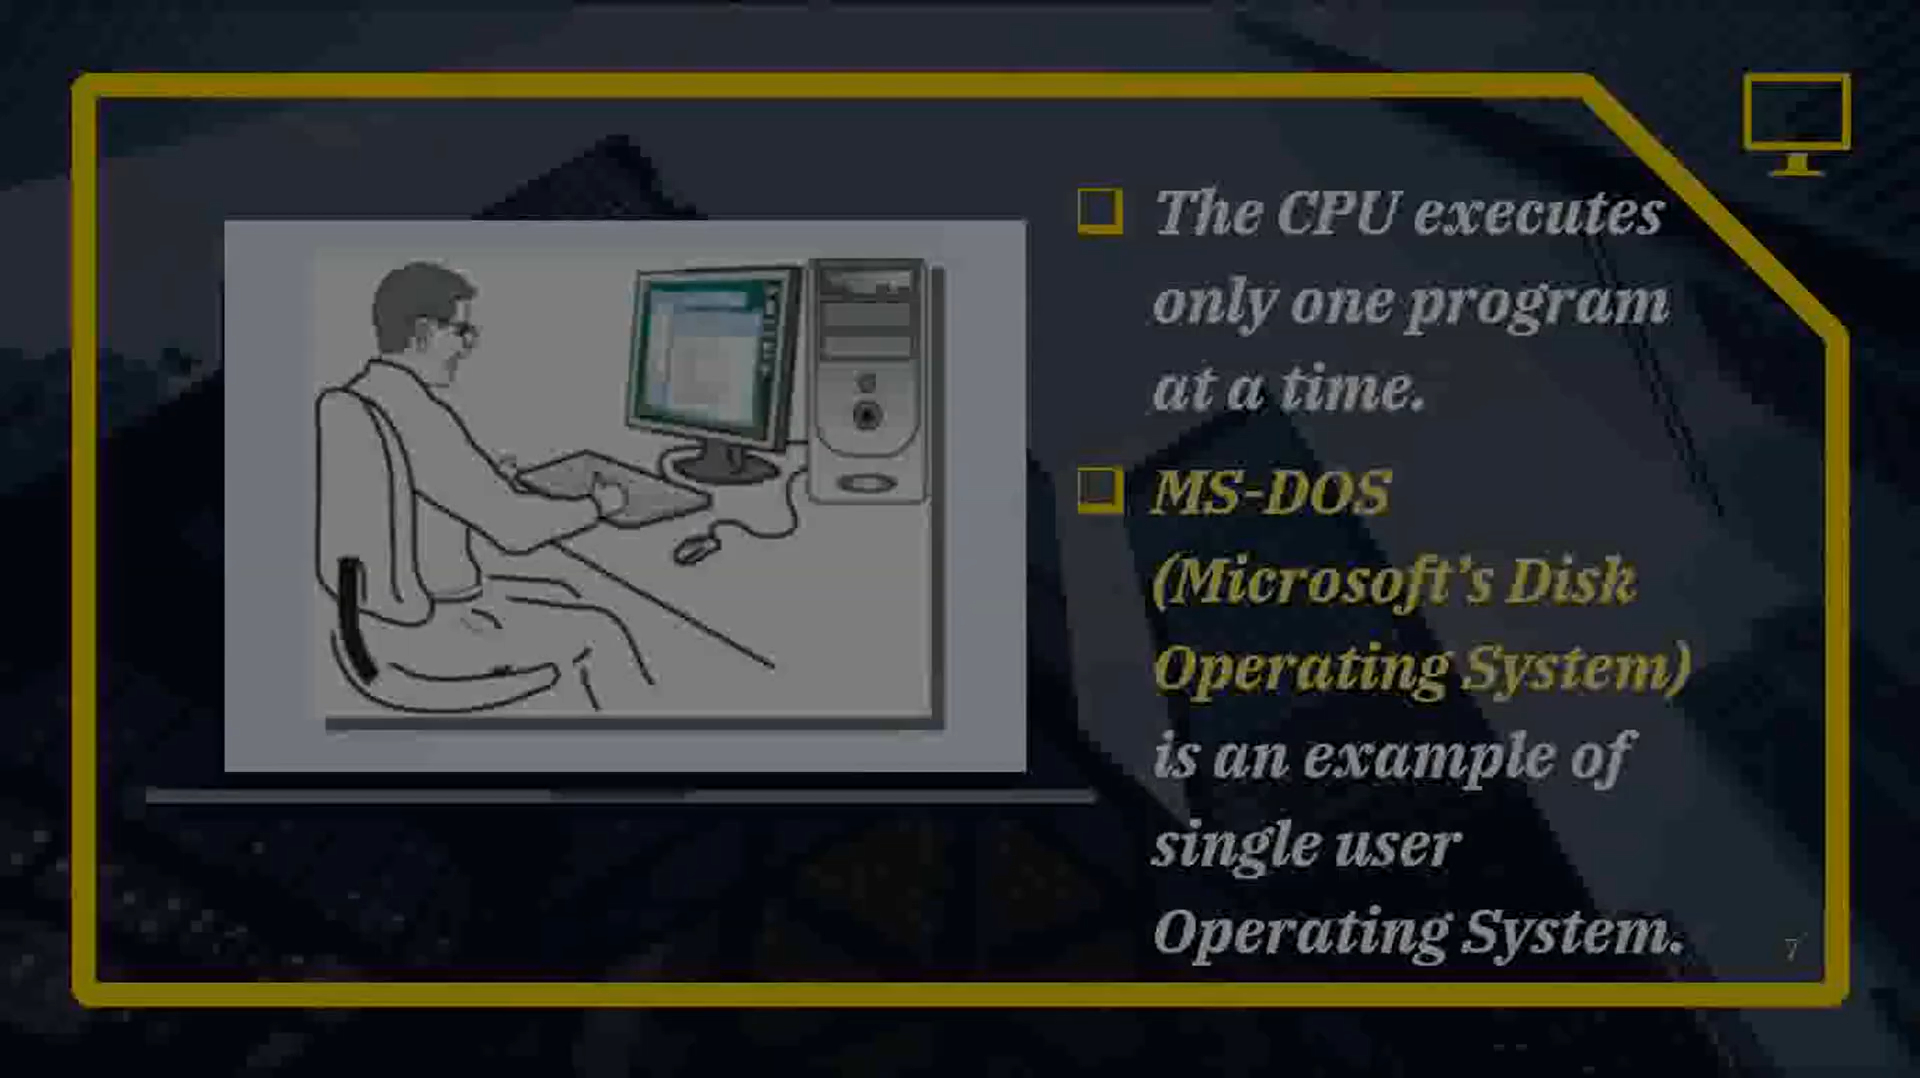 The CPU executes
only one program
at a time.
MS-DOS
(Microsoft's Disk
Operating System)
is an example of
single user
Operating System.
7